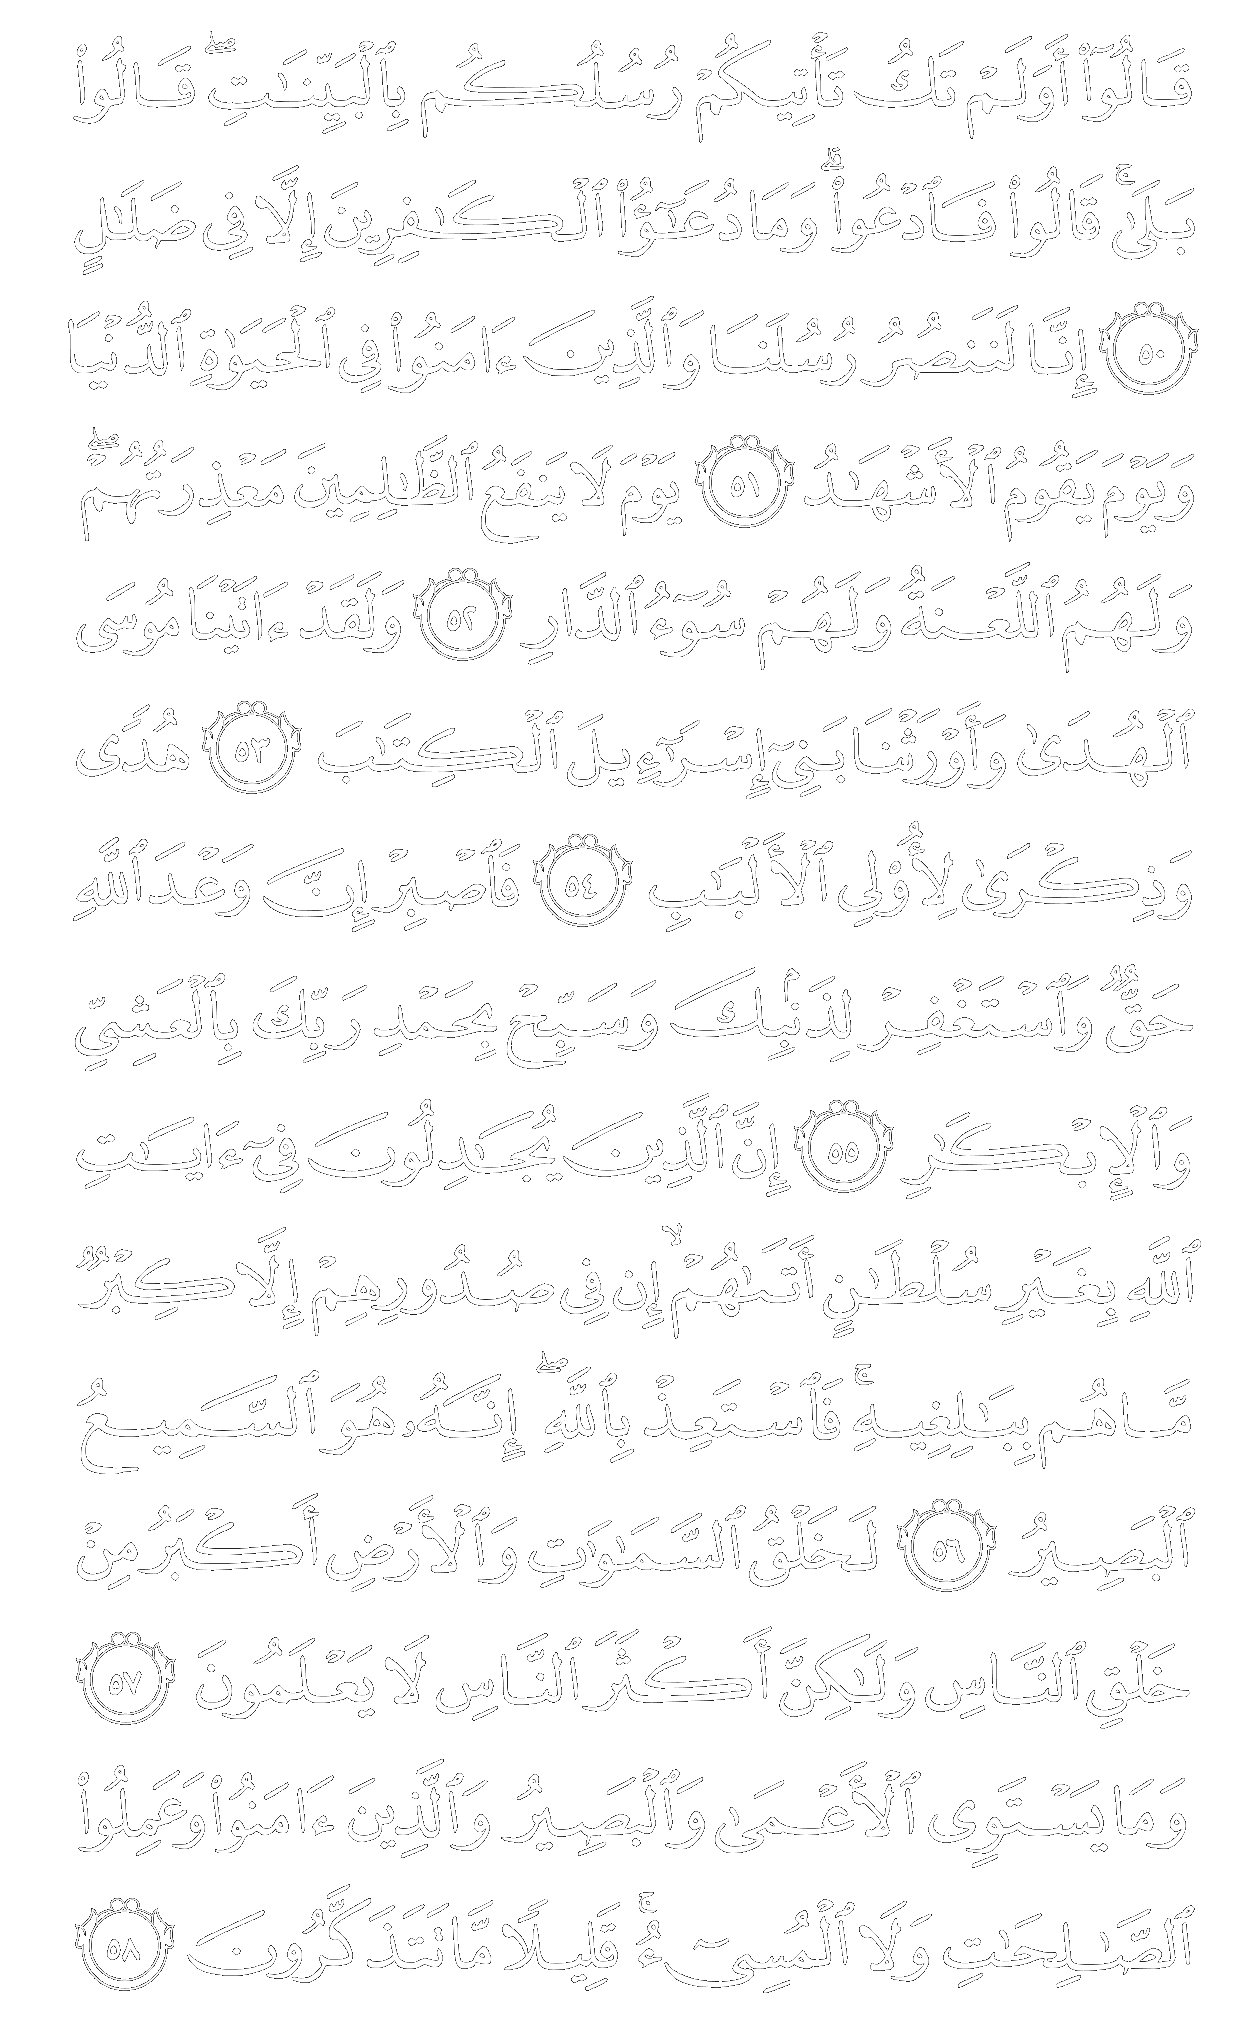 قَالُوٓا۟ أَوَلَمْ تَكُ تَأْتِيكُمْ رُسُلُكُم بِٱلْبَيِّنَـٰتِ ۖ قَالُوا۟
بَلَىٰ ۚ قَالُوا۟ فَٱدْعُوا۟ ۗ وَمَا دُعَـٰٓؤُا۟ ٱلْكَـٰفِرِينَ إِلَّا فِى ضَلَـٰلٍ
٥٠ إِنَّا لَنَنصُرُ رُسُلَنَا وَٱلَّذِينَ ءَامَنُوا۟ فِى ٱلْحَيَوٰةِ ٱلدُّنْيَا
وَيَوْمَ يَقُومُ ٱلْأَشْهَـٰدُ ٥١ يَوْمَ لَا يَنفَعُ ٱلظَّـٰلِمِينَ مَعْذِرَتُهُمْ ۖ
وَلَهُمُ ٱللَّعْنَةُ وَلَهُمْ سُوٓءُ ٱلدَّارِ ٥٢ وَلَقَدْ ءَاتَيْنَا مُوسَى
ٱلْهُدَىٰ وَأَوْرَثْنَا بَنِىٓ إِسْرَٰٓءِيلَ ٱلْكِتَـٰبَ ٥٣ هُدًى
وَذِكْرَىٰ لِأُو۟لِى ٱلْأَلْبَـٰبِ ٥٤ فَٱصْبِرْ إِنَّ وَعْدَ ٱللَّهِ
حَقٌّ وَٱسْتَغْفِرْ لِذَنۢبِكَ وَسَبِّحْ بِحَمْدِ رَبِّكَ بِٱلْعَشِىِّ
وَٱلْإِبْكَـٰرِ ٥٥ إِنَّ ٱلَّذِينَ يُجَـٰدِلُونَ فِىٓ ءَايَـٰتِ
ٱللَّهِ بِغَيْرِ سُلْطَـٰنٍ أَتَىٰهُمْ ۙ إِن فِى صُدُورِهِمْ إِلَّا كِبْرٌ
مَّا هُم بِبَـٰلِغِيهِ ۚ فَٱسْتَعِذْ بِٱللَّهِ ۖ إِنَّهُۥ هُوَ ٱلسَّمِيعُ
ٱلْبَصِيرُ ٥٦ لَخَلْقُ ٱلسَّمَـٰوَٰتِ وَٱلْأَرْضِ أَكْبَرُ مِنْ
خَلْقِ ٱلنَّاسِ وَلَـٰكِنَّ أَكْثَرَ ٱلنَّاسِ لَا يَعْلَمُونَ ٥٧
وَمَا يَسْتَوِى ٱلْأَعْمَىٰ وَٱلْبَصِيرُ وَٱلَّذِينَ ءَامَنُوا۟ وَعَمِلُوا۟
ٱلصَّـٰلِحَـٰتِ وَلَا ٱلْمُسِىٓءُ ۚ قَلِيلًا مَّا تَتَذَكَّرُونَ ٥٨